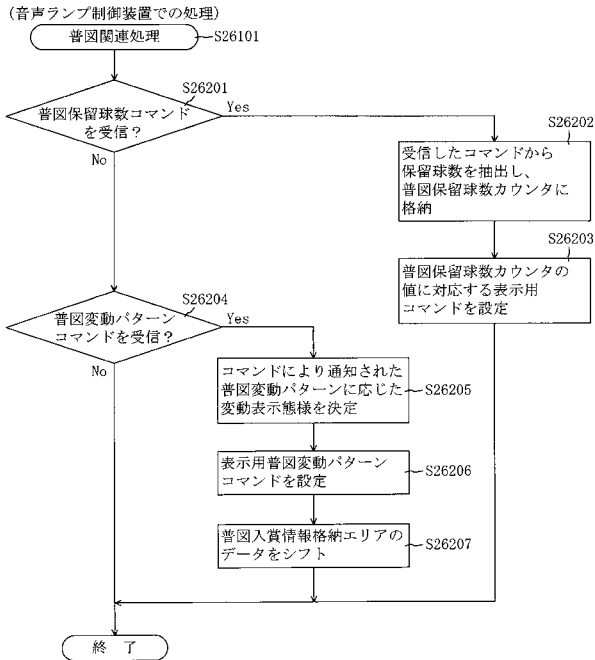 (音声ランプ制御装置での処理)
普図関連処理
S26101
S26201
普図保留球数コマンド
を受信?
Yes
No
S26202
受信したコマンドから
保留球数を抽出し、
普図保留球数カウンタに
格納
S26203
普図保留球数カウンタの
値に対応する表示用
コマンドを設定
S26204
普図変動パターン
コマンドを受信?
Yes
No
コマンドにより通知された
普図変動パターンに応じた
変動表示態様を決定
S26205
表示用普図変動パターン
コマンドを設定
S26206
普図入賞情報格納エリアの
データをシフト
S26207
終 了